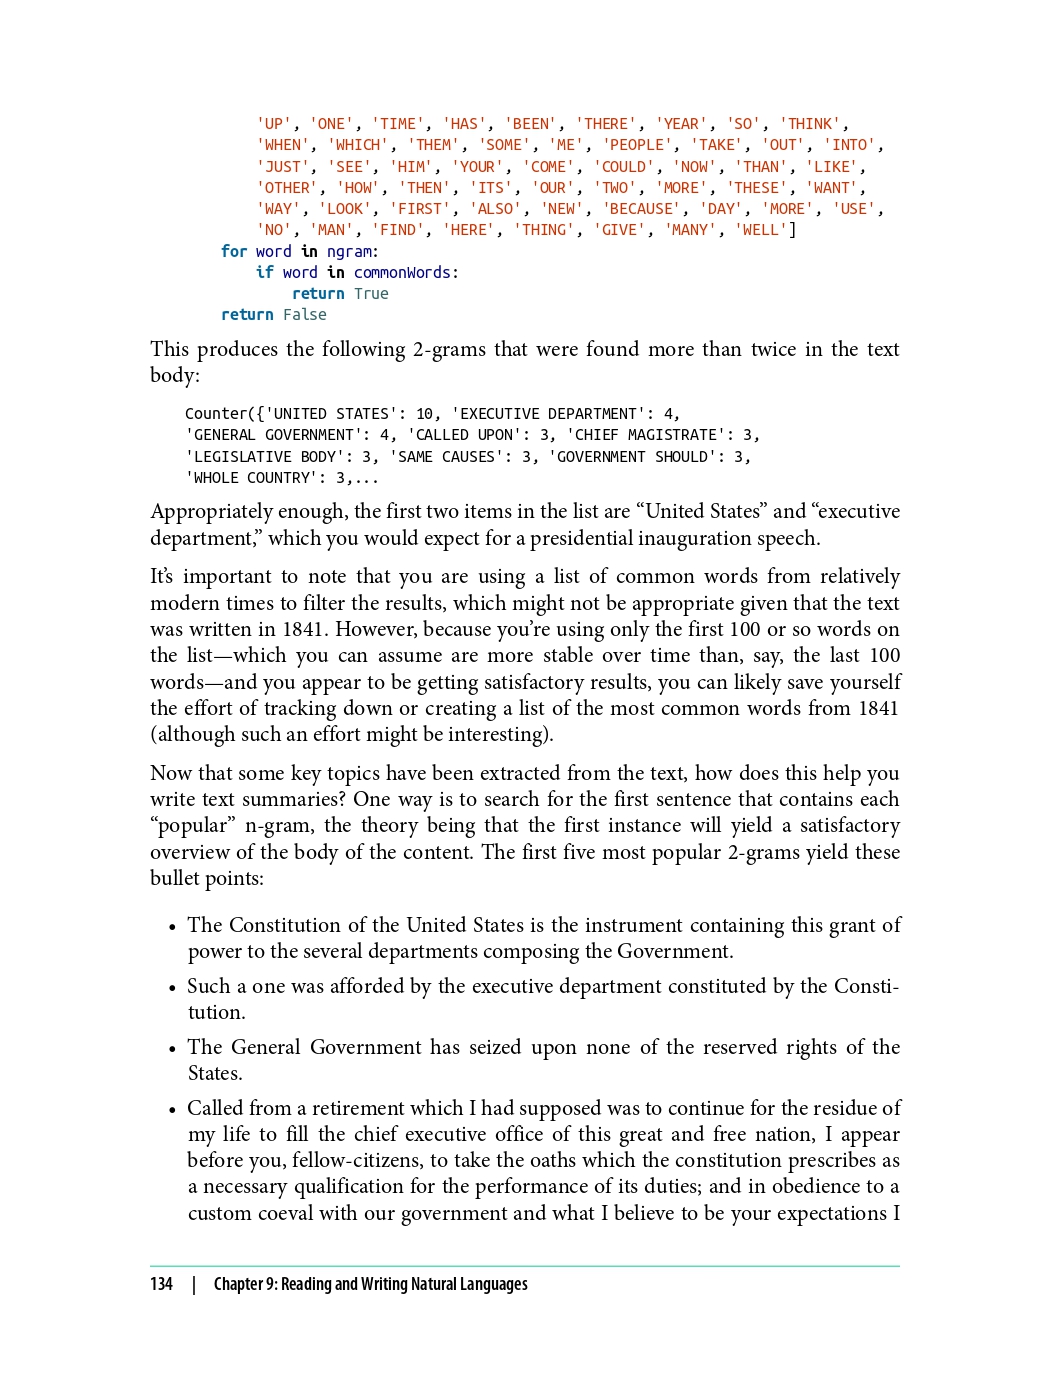 'UP', 'ONE', 'TIME', 'HAS', 'BEEN', 'THERE', 'YEAR', 'SO', 'THINK',
'WHEN', 'WHICH', 'THEM', 'SOME', 'ME', 'PEOPLE', 'TAKE', 'OUT', 'INTO',
'JUST', 'SEE', 'HIM', 'YOUR', 'COME', 'COULD', 'NOW', 'THAN', 'LIKE',
'OTHER', 'HOW', 'THEN', 'ITS', 'OUR', 'TWO', 'MORE', 'THESE', 'WANT',
'WAY', 'LOOK', 'FIRST', 'ALSO', 'NEW', 'BECAUSE', 'DAY', 'MORE', 'USE',
'NO', 'MAN', 'FIND', 'HERE', 'THING', 'GIVE', 'MANY', 'WELL']
for word in ngram:
if word in commonWords:
return True
return False
This produces the following 2-grams that were found more than twice in the text
body:
Counter({'UNITED STATES': 10, 'EXECUTIVE DEPARTMENT': 4,
'GENERAL GOVERNMENT': 4, 'CALLED UPON': 3, 'CHIEF MAGISTRATE': 3,
'LEGISLATIVE BODY': 3, 'SAME CAUSES': 3, 'GOVERNMENT SHOULD': 3,
'WHOLE COUNTRY': 3,...
Appropriately enough, the first two items in the list are “United States” and “executive
department,” which you would expect for a presidential inauguration speech.
It’s important to note that you are using a list of common words from relatively
modern times to filter the results, which might not be appropriate given that the text
was written in 1841. However, because you’re using only the first 100 or so words on
the list—which you can assume are more stable over time than, say, the last 100
words—and you appear to be getting satisfactory results, you can likely save yourself
the effort of tracking down or creating a list of the most common words from 1841
(although such an effort might be interesting).
Now that some key topics have been extracted from the text, how does this help you
write text summaries? One way is to search for the first sentence that contains each
“popular” n-gram, the theory being that the first instance will yield a satisfactory
overview of the body of the content. The first five most popular 2-grams yield these
bullet points:
• The Constitution of the United States is the instrument containing this grant of
power to the several departments composing the Government.
• Such a one was afforded by the executive department constituted by the Consti-
tution.
• The General Government has seized upon none of the reserved rights of the
States.
• Called from a retirement which I had supposed was to continue for the residue of
my life to fill the chief executive office of this great and free nation, I appear
before you, fellow-citizens, to take the oaths which the constitution prescribes as
a necessary qualification for the performance of its duties; and in obedience to a
custom coeval with our government and what I believe to be your expectations I
134 | Chapter 9: Reading and Writing Natural Languages